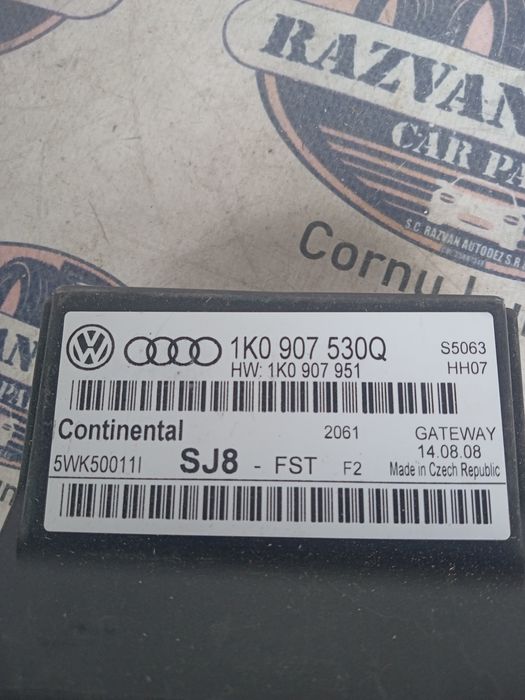 RAZVAN
CAR PA
S.C. RAZVAN AUTODEZ S.R.
Cornu
1K0 907 530Q
S5063
HW: 1K0 907 951
HH07
Continental
2061
GATEWAY
14.08.08
5WK50011I
SJ8 - FST F2
Made in Czech Republic